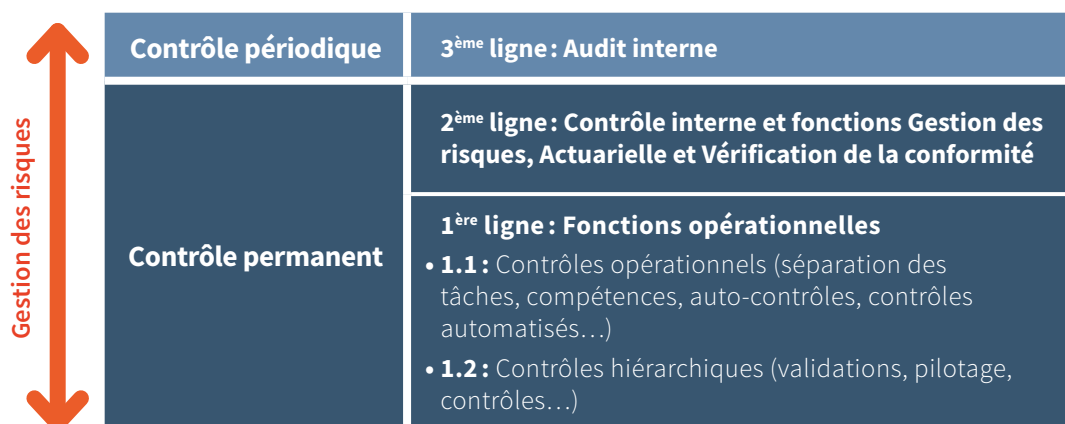 Gestion des risques
Contrôle périodique
3ème ligne : Audit interne
Contrôle permanent
2ème ligne : Contrôle interne et fonctions Gestion des
risques, Actuarielle et Vérification de la conformité
1ère ligne : Fonctions opérationnelles
• 1.1 : Contrôles opérationnels (séparation des
tâches, compétences, auto-contrôles, contrôles
automatisés…)
• 1.2 : Contrôles hiérarchiques (validations, pilotage,
contrôles…)